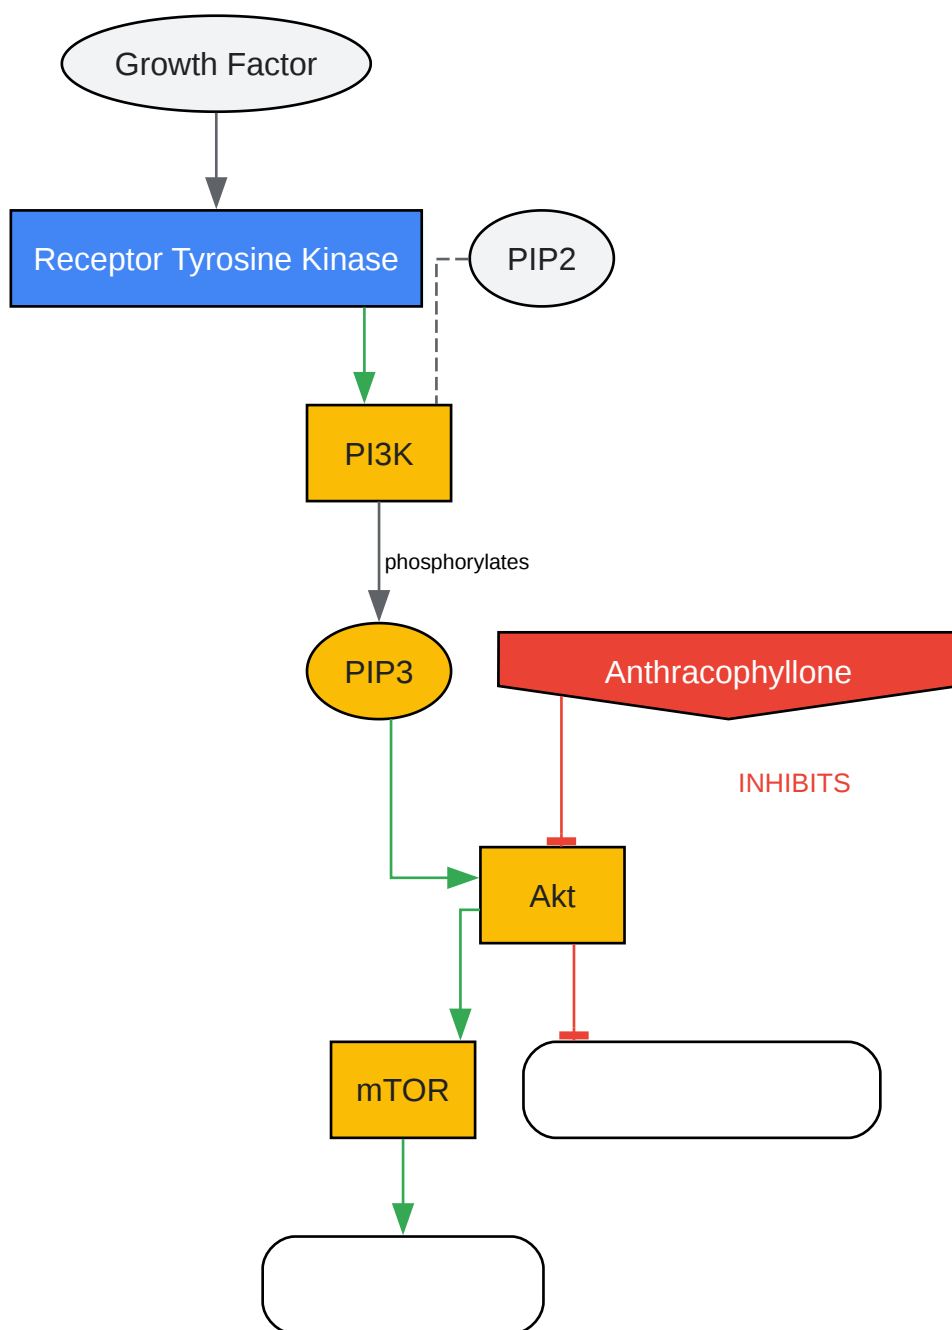 Growth Factor
Receptor Tyrosine Kinase
PIP2
PI3K
phosphorylates
PIP3
Anthracophyllone
INHIBITS
Akt
mTOR